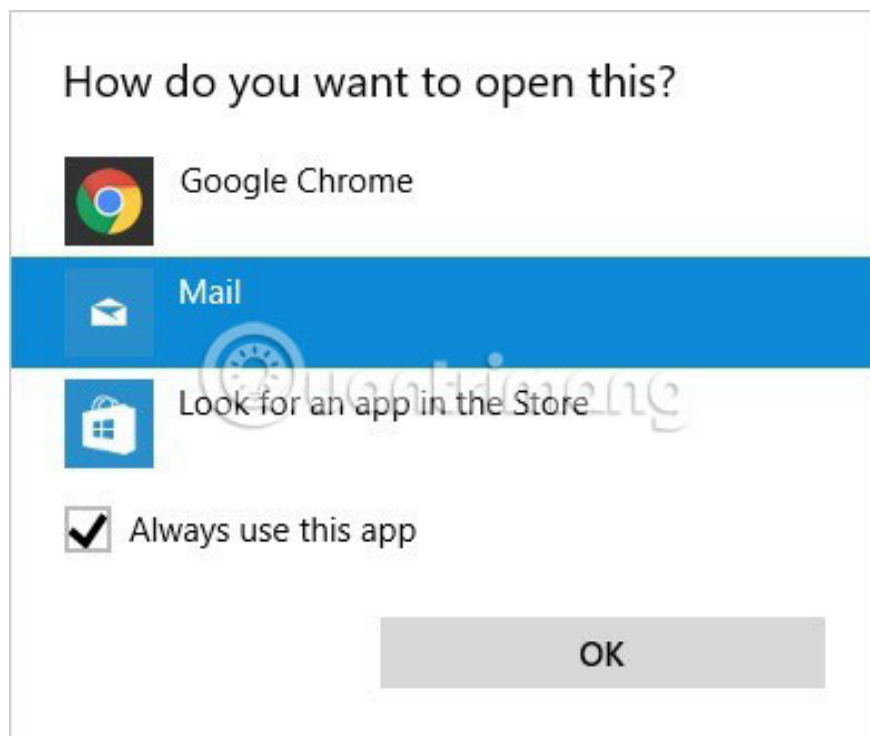 How do you want to open this?
Google Chrome
Mail
Quantrimang
Look for an app in the Store
Always use this app
OK